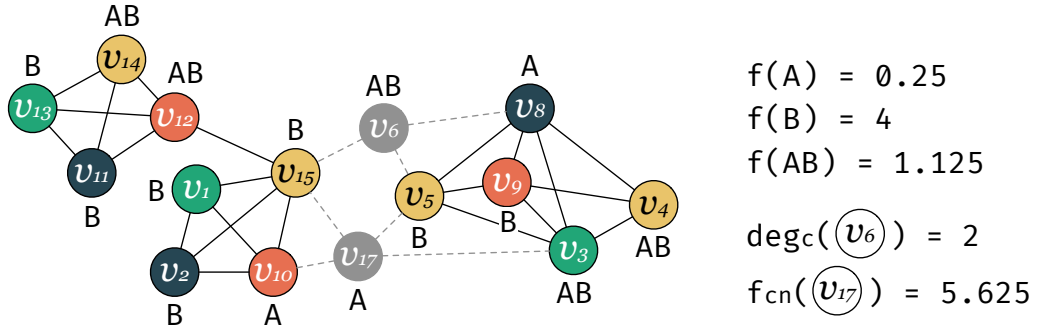 AB
v14
B
v13
AB
v12
v11
B
B
v15
B
v1
v2
B
v10
A
AB
v6
v17
A
A
v8
v5
B
v9
B
v4
AB
v3
AB
f(A) = 0.25
f(B) = 4
f(AB) = 1.125
degc(v6) = 2
fcn(v17) = 5.625